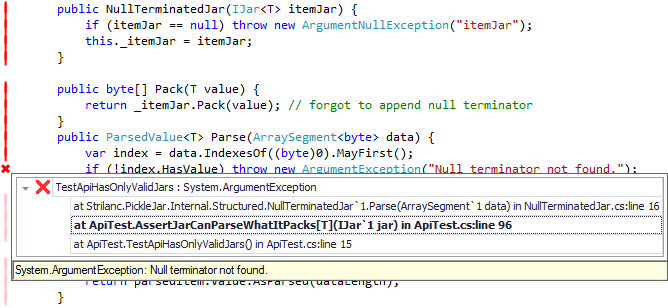 public NullTerminatedJar(IJar<T> itemJar) {
if (itemJar == null) throw new ArgumentNullException("itemJar");
this._itemJar = itemJar;
}
public byte[] Pack(T value) {
return _itemJar.Pack(value); // forgot to append null terminator
}
public ParsedValue<T> Parse(ArraySegment<byte> data) {
var index = data.IndexesOf((byte)0).MayFirst();
if (!index.HasValue) throw new ArgumentException("Null terminator not found.");
TestApiHasOnlyValidJars : System.ArgumentException
at Strilanc.PickleJar.Internal.Structured.NullTerminatedJar`1.Parse(ArraySegment`1 data) in NullTerminatedJar.cs:line 16
at ApiTest.AssertJarCanParseWhatItPacks[T](IJar`1 jar) in ApiTest.cs:line 96
at ApiTest.TestApiHasOnlyValidJars() in ApiTest.cs:line 15
System.ArgumentException: Null terminator not found.
return parsedItem.Value.AsParsed(dataLength);
}